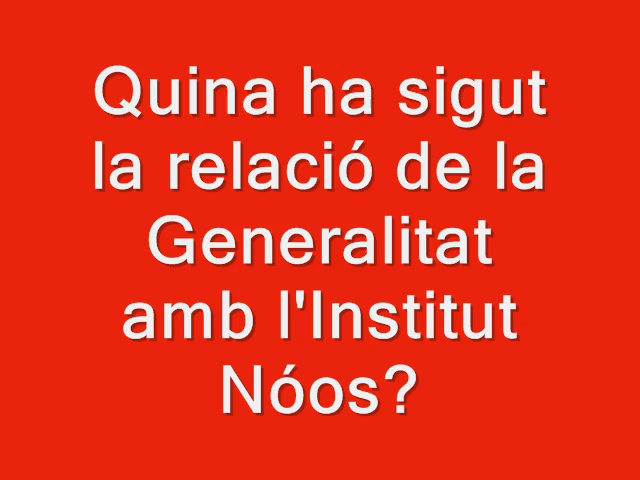 Quina ha sigut
la relació de la
Generalitat
amb l'Institut
Nóos?